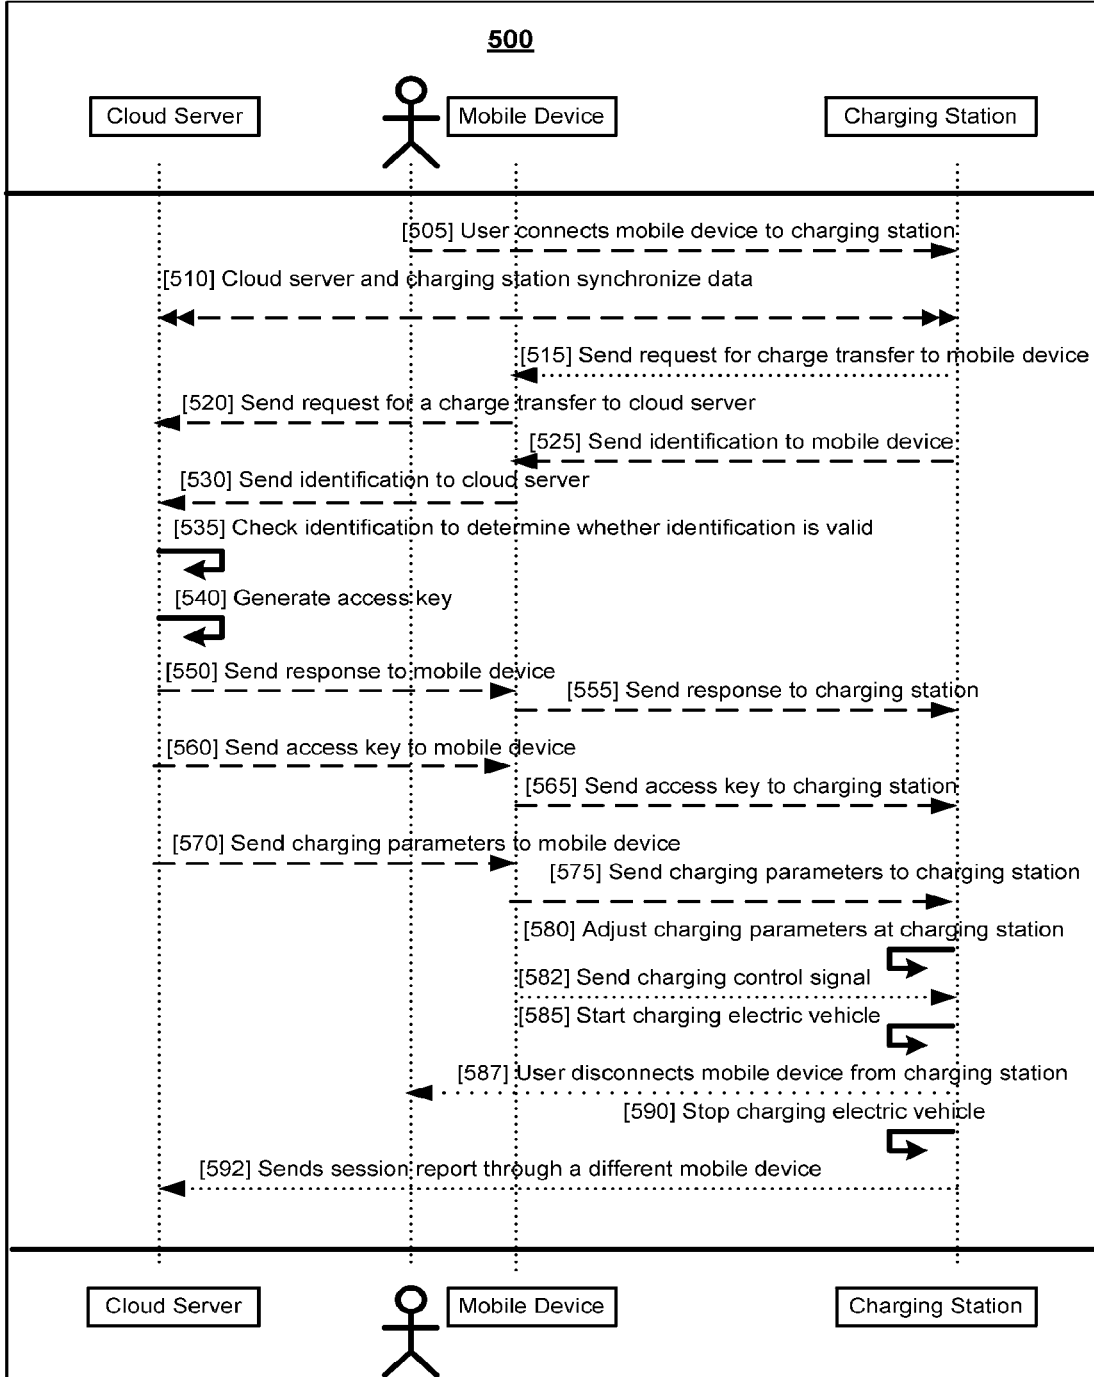 500
Cloud Server
Mobile Device
Charging Station
[505] User connects mobile device to charging station
[510] Cloud server and charging station synchronize data
[515] Send request for charge transfer to mobile device
[520] Send request for a charge transfer to cloud server
[525] Send identification to mobile device
[530] Send identification to cloud server
[535] Check identification to determine whether identification is valid
[540] Generate access key
[550] Send response to mobile device
[555] Send response to charging station
[560] Send access key to mobile device
[565] Send access key to charging station
[570] Send charging parameters to mobile device
[575] Send charging parameters to charging station
[580] Adjust charging parameters at charging station
[582] Send charging control signal
[585] Start charging electric vehicle
[587] User disconnects mobile device from charging station
[590] Stop charging electric vehicle
[592] Sends session report through a different mobile device
Cloud Server
Mobile Device
Charging Station